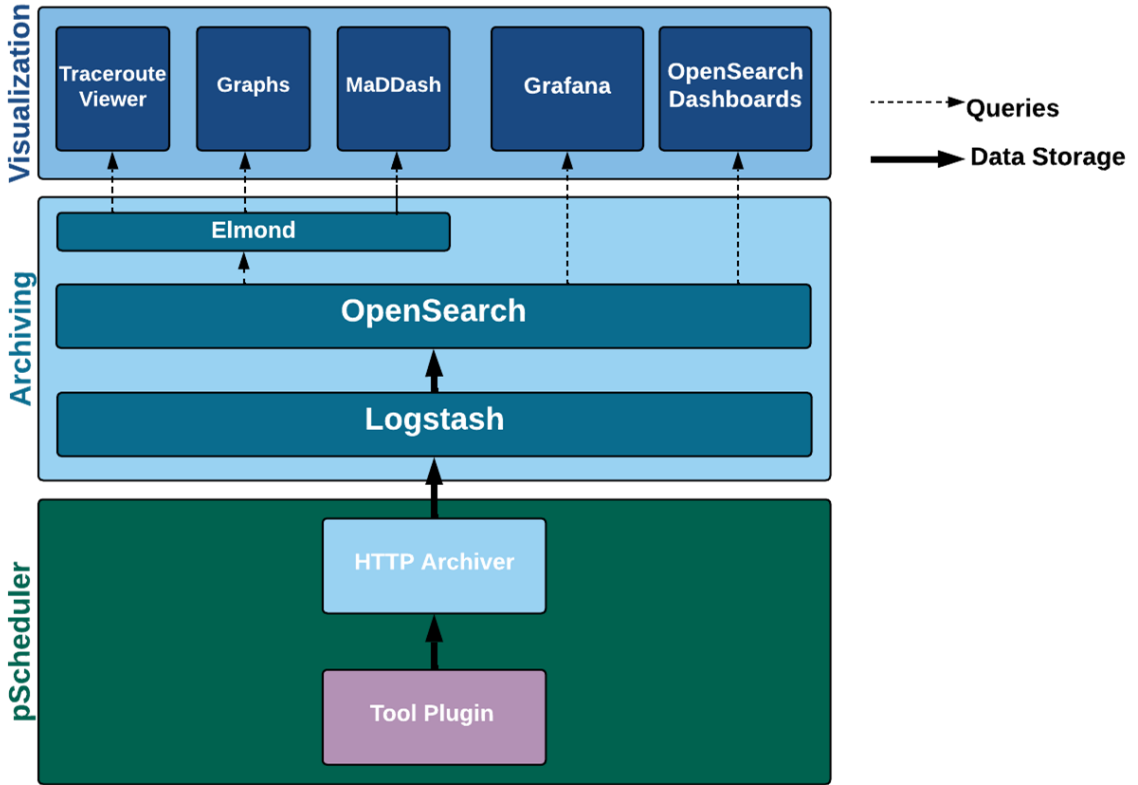 Visualization
Traceroute
Viewer
Graphs
MaDDash
Grafana
OpenSearch
Dashboards
Queries
Data Storage
Archiving
Elmond
OpenSearch
Logstash
pScheduler
HTTP Archiver
Tool Plugin